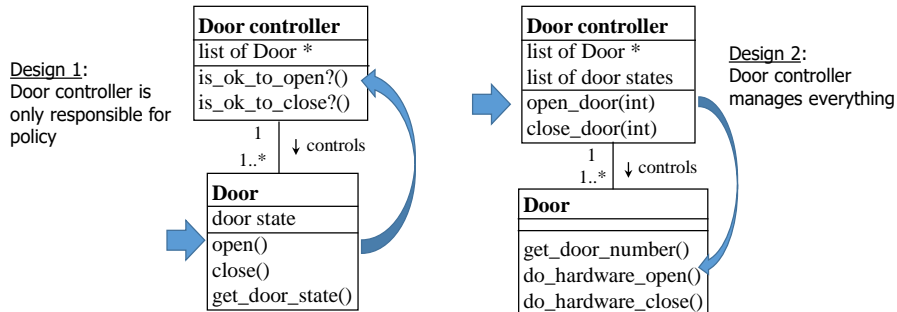 Design 1:
Door controller is
only responsible for
policy
Door controller
list of Door *
is_ok_to_open?()
is_ok_to_close?()
1
1..*
↓ controls
Door
door state
open()
close()
get_door_state()
Door controller
list of Door *
list of door states
open_door(int)
close_door(int)
1
1..*
↓ controls
Door
get_door_number()
do_hardware_open()
do_hardware_close()
Design 2:
Door controller
manages everything